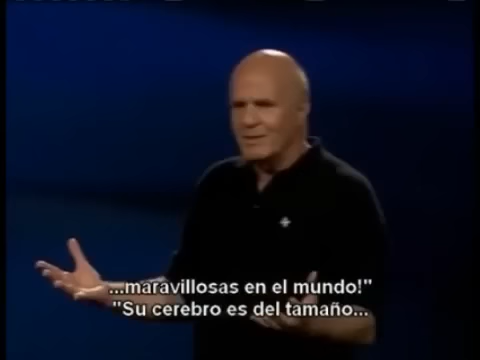 ...maravillosas en el mundo!"
"Su cerebro es del tamaño...